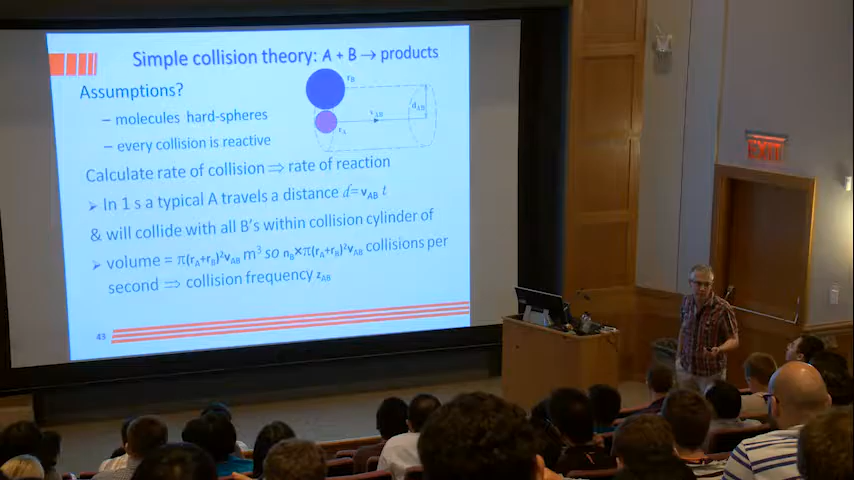 Simple collision theory: A + B → products
Assumptions?
– molecules hard-spheres
– every collision is reactive
r_B
r_A
v_AB
d_AB
Calculate rate of collision ⇒ rate of reaction
➢ In 1 s a typical A travels a distance d=v_AB t
& will collide with all B's within collision cylinder of
➢ volume = π(r_A+r_B)²v_AB m³ so n_B×π(r_A+r_B)²v_AB collisions per
second ⇒ collision frequency z_AB
43
EXIT